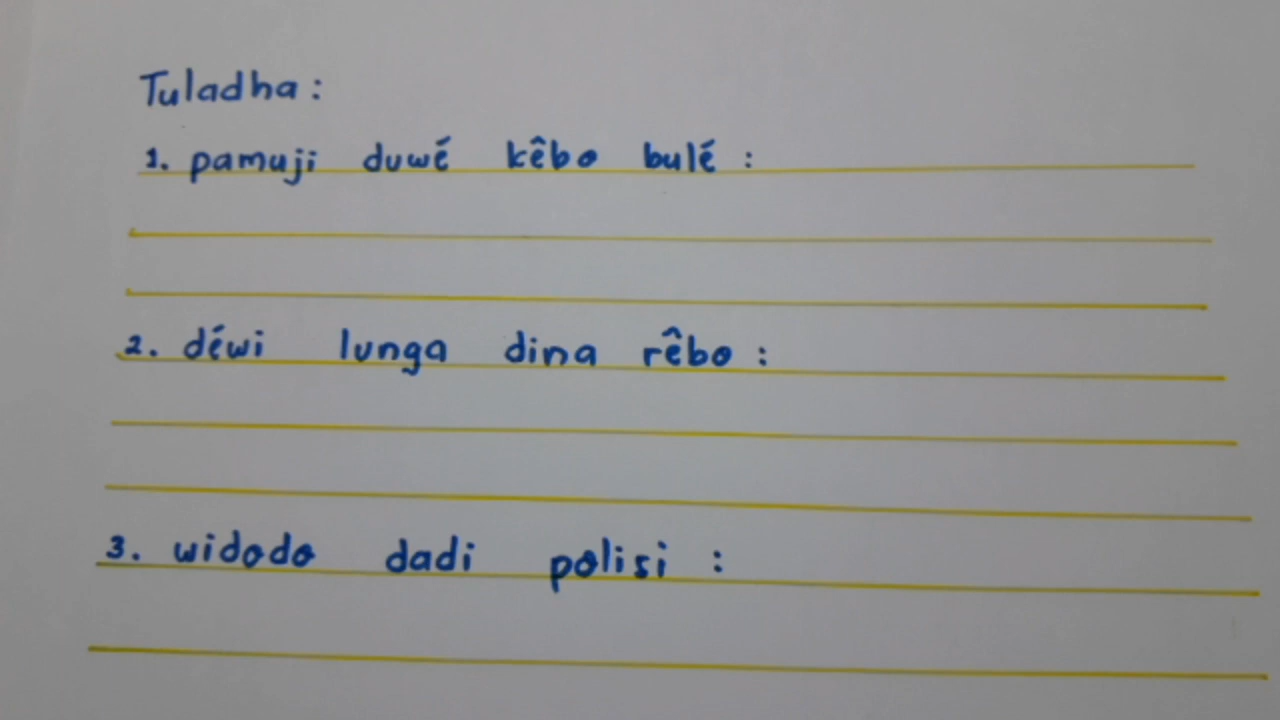 Tuladha :
1. pamuji duwé kêbo bulé :
2. déwi lunga dina rêbo :
3. widodo dadi polisi :